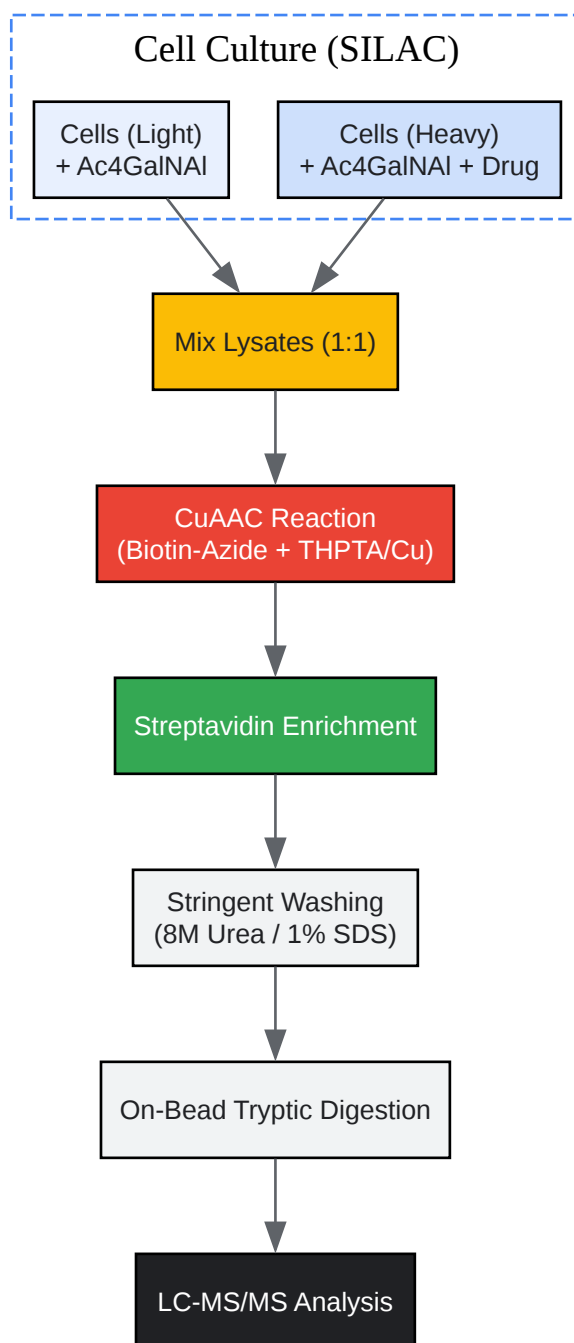 Cell Culture (SILAC)
Cells (Light)
+ Ac4GalNAl
Cells (Heavy)
+ Ac4GalNAl + Drug
Mix Lysates (1:1)
CuAAC Reaction
(Biotin-Azide + THPTA/Cu)
Streptavidin Enrichment
Stringent Washing
(8M Urea / 1% SDS)
On-Bead Tryptic Digestion
LC-MS/MS Analysis